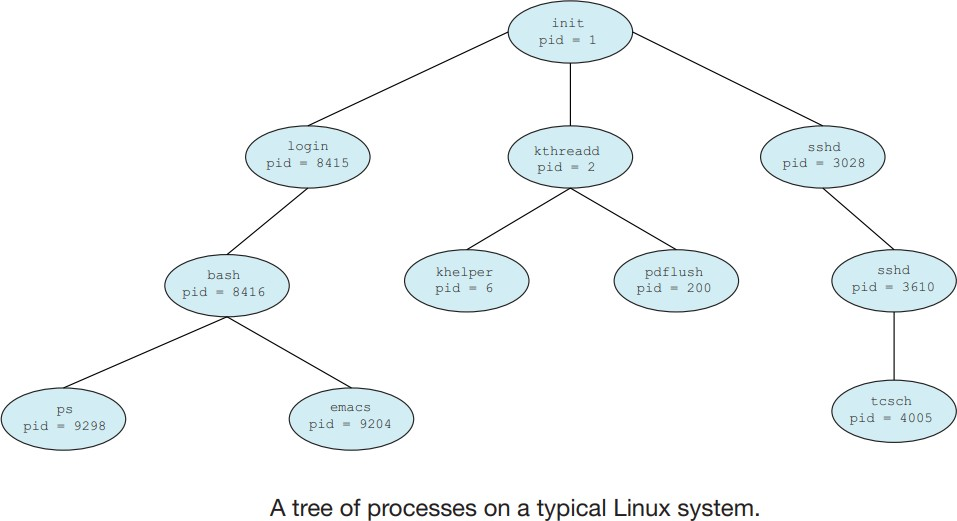 init
pid = 1
login
pid = 8415
kthreadd
pid = 2
sshd
pid = 3028
bash
pid = 8416
khelper
pid = 6
pdflush
pid = 200
sshd
pid = 3610
ps
pid = 9298
emacs
pid = 9204
tcsch
pid = 4005
A tree of processes on a typical Linux system.